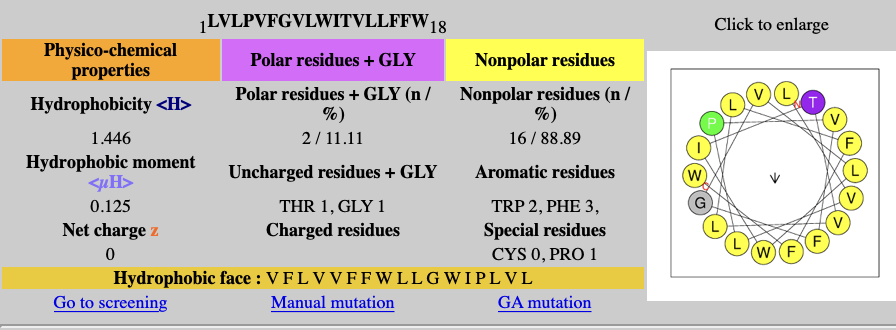 1LVLPVFGVLWITVLLFFW18
Click to enlarge
Physico-chemical properties
Polar residues + GLY
Nonpolar residues
Hydrophobicity <H>
Polar residues + GLY (n / %)
Nonpolar residues (n / %)
1.446
2 / 11.11
16 / 88.89
Hydrophobic moment <µH>
Uncharged residues + GLY
Aromatic residues
0.125
THR 1, GLY 1
TRP 2, PHE 3,
Net charge z
Charged residues
Special residues
0
CYS 0, PRO 1
Hydrophobic face : V F L V V F F W L L G W I P L V L
Go to screening
Manual mutation
GA mutation
L V L T
P V
I F
W L
G V
L V
L W F F